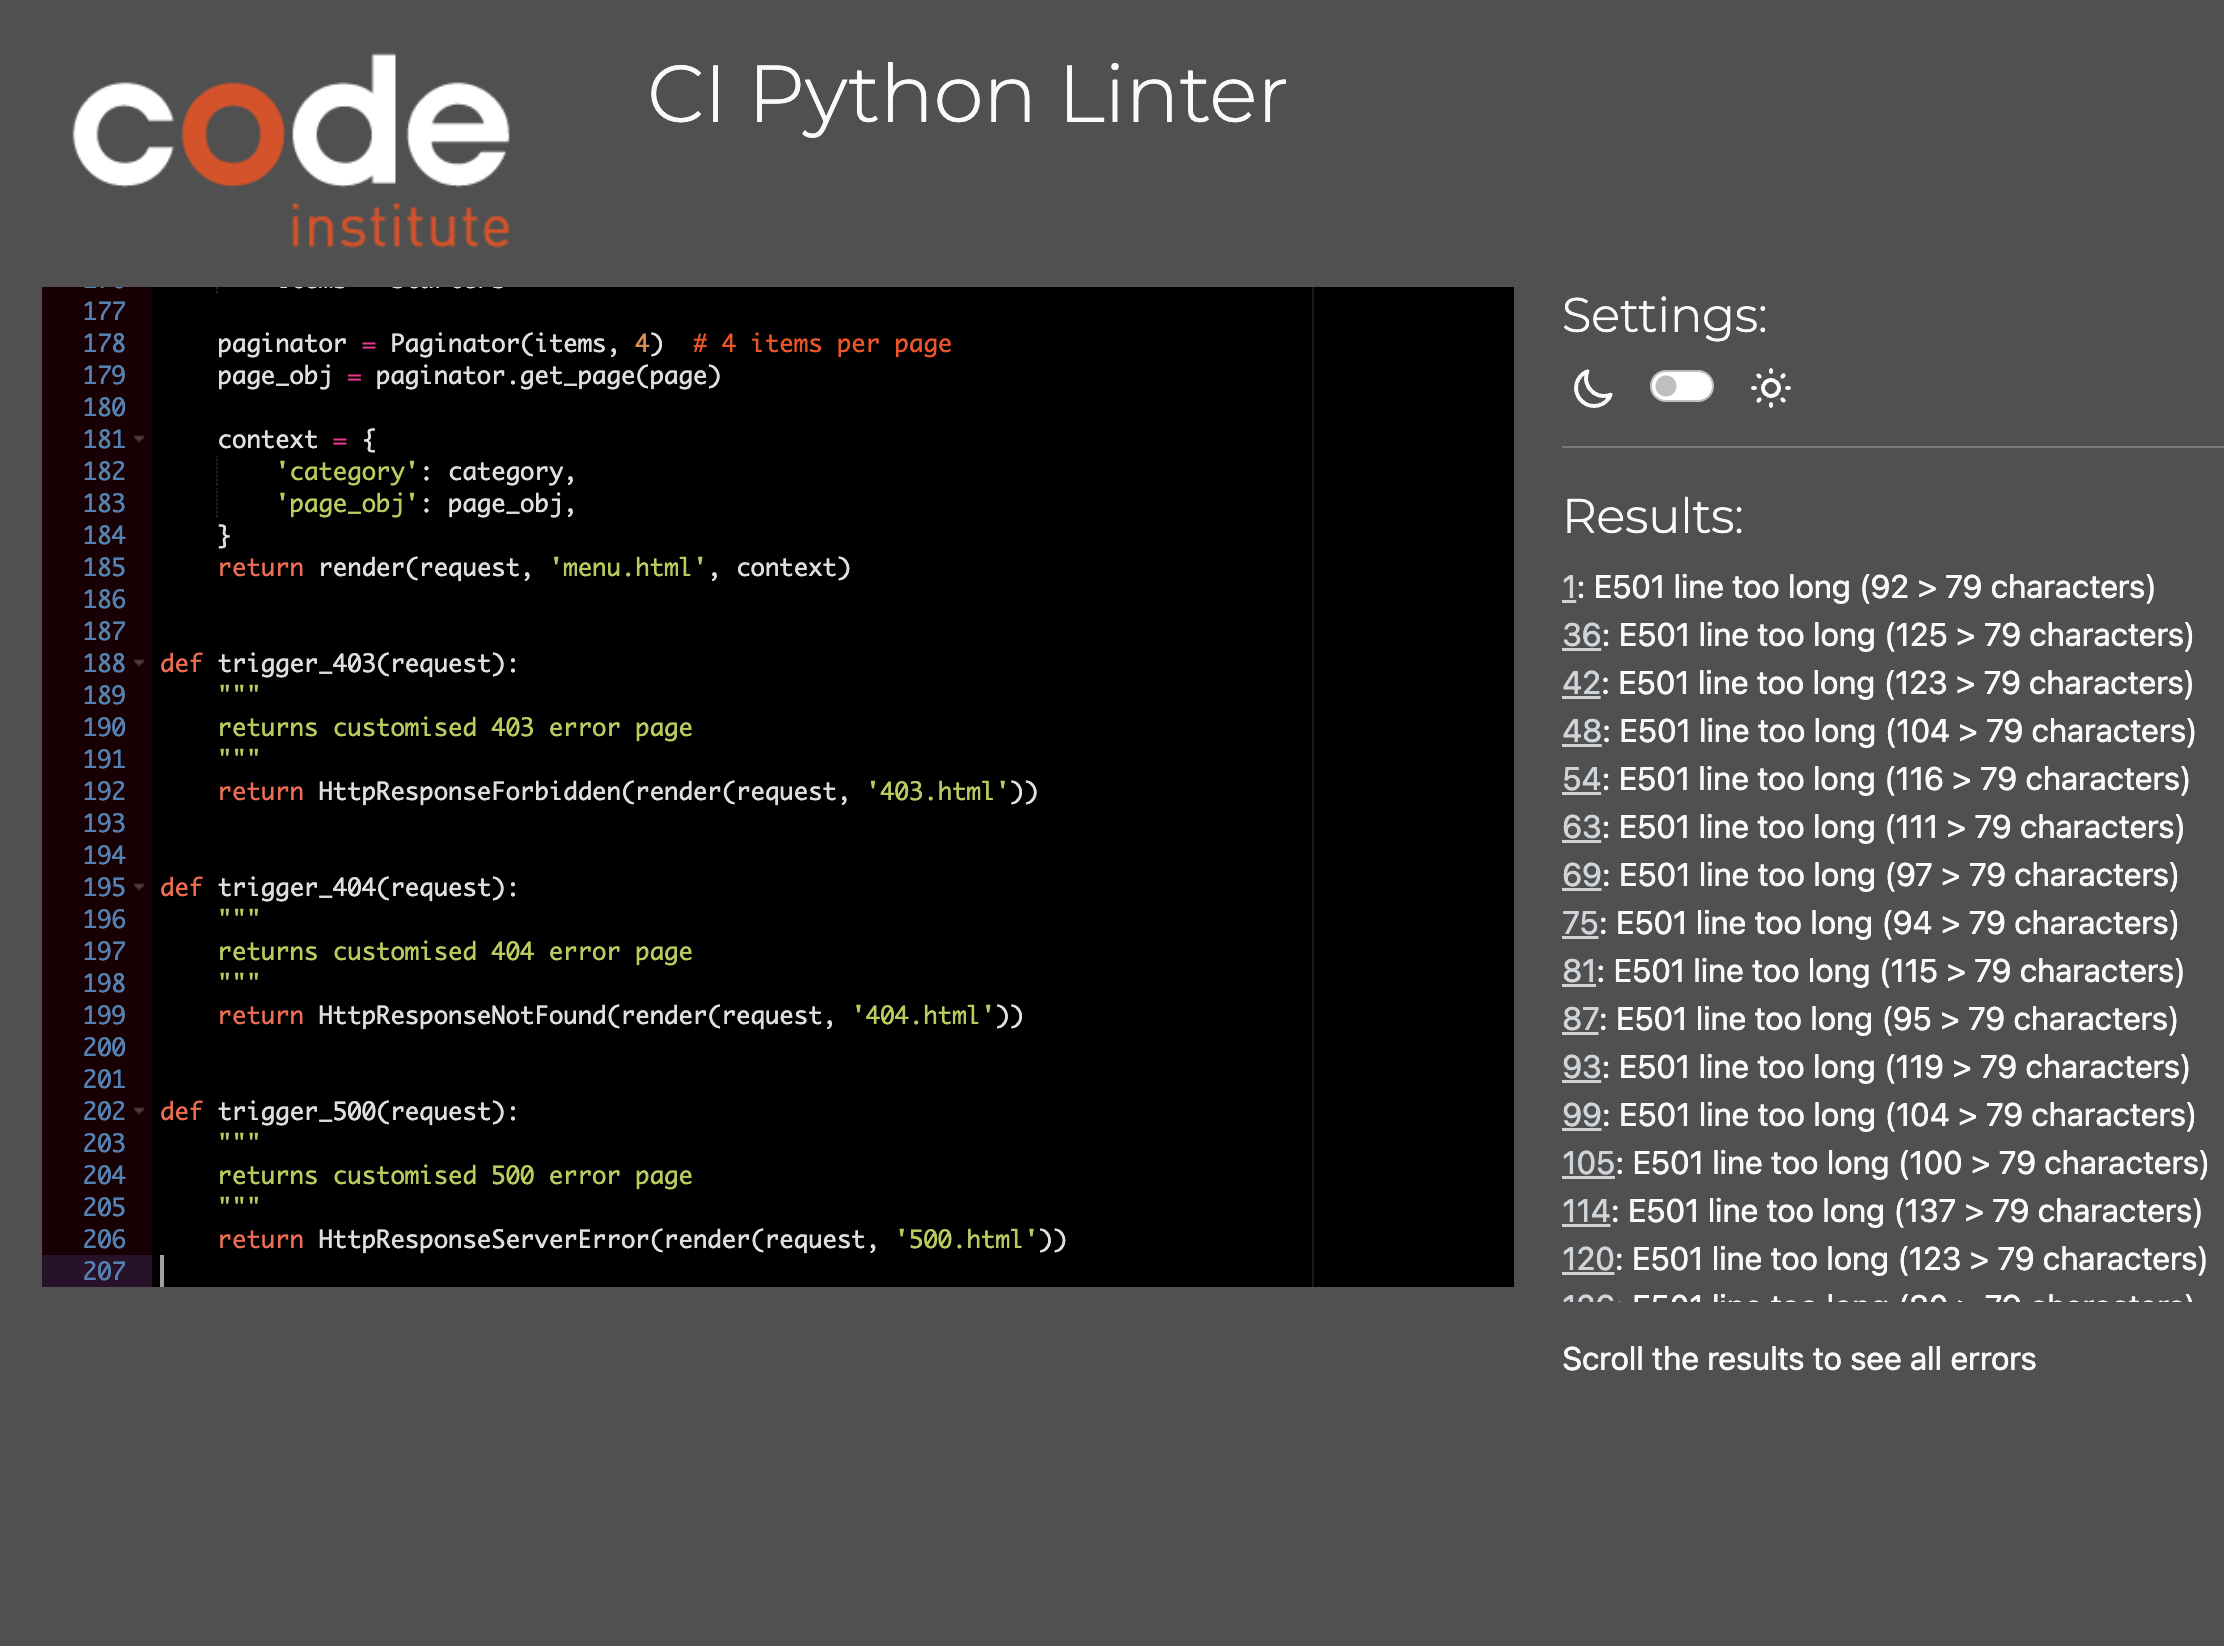 code
institute
CI Python Linter
177
178 paginator = Paginator(items, 4)  # 4 items per page
179 page_obj = paginator.get_page(page)
180
181 context = {
182 'category': category,
183 'page_obj': page_obj,
184 }
185 return render(request, 'menu.html', context)
186
187
188 def trigger_403(request):
189 """
190 returns customised 403 error page
191 """
192 return HttpResponseForbidden(render(request, '403.html'))
193
194
195 def trigger_404(request):
196 """
197 returns customised 404 error page
198 """
199 return HttpResponseNotFound(render(request, '404.html'))
200
201
202 def trigger_500(request):
203 """
204 returns customised 500 error page
205 """
206 return HttpResponseServerError(render(request, '500.html'))
207
Settings:
Results:
1: E501 line too long (92 > 79 characters)
36: E501 line too long (125 > 79 characters)
42: E501 line too long (123 > 79 characters)
48: E501 line too long (104 > 79 characters)
54: E501 line too long (116 > 79 characters)
63: E501 line too long (111 > 79 characters)
69: E501 line too long (97 > 79 characters)
75: E501 line too long (94 > 79 characters)
81: E501 line too long (115 > 79 characters)
87: E501 line too long (95 > 79 characters)
93: E501 line too long (119 > 79 characters)
99: E501 line too long (104 > 79 characters)
105: E501 line too long (100 > 79 characters)
114: E501 line too long (137 > 79 characters)
120: E501 line too long (123 > 79 characters)
E501 line too long
Scroll the results to see all errors